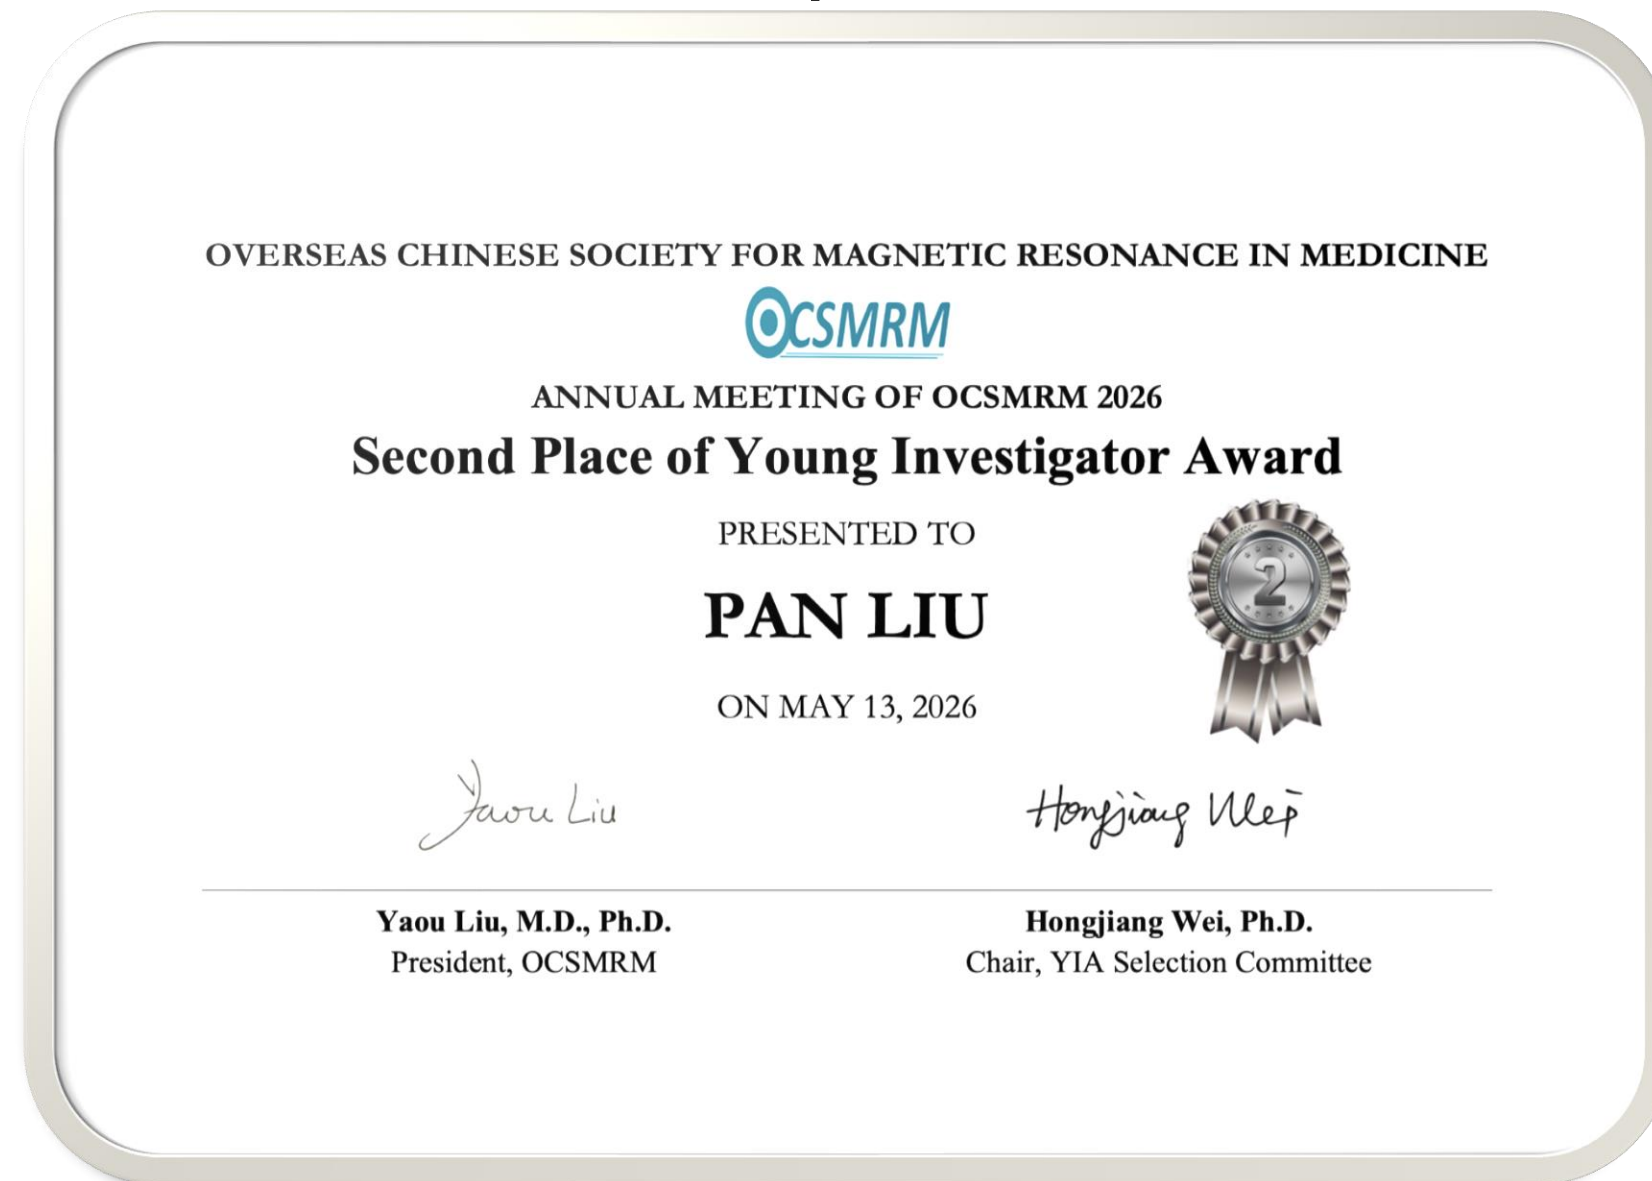 OVERSEAS CHINESE SOCIETY FOR MAGNETIC RESONANCE IN MEDICINE
OCSMRM
ANNUAL MEETING OF OCSMRM 2026
Second Place of Young Investigator Award
PRESENTED TO
PAN LIU
2
ON MAY 13, 2026
Yaou Liu
Hongjiang Wei
Yaou Liu, M.D., Ph.D.
Hongjiang Wei, Ph.D.
President, OCSMRM
Chair, YIA Selection Committee